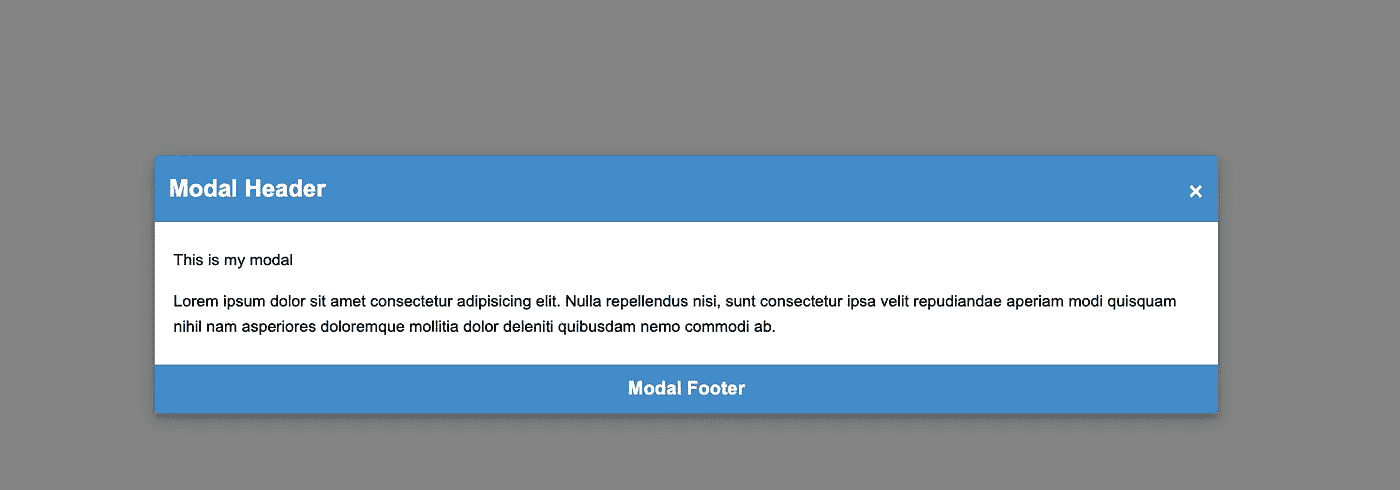 Modal Header ×
This is my modal
Lorem ipsum dolor sit amet consectetur adipisicing elit. Nulla repellendus nisi, sunt consectetur ipsa velit repudiandae aperiam modi quisquam
nihil nam asperiores doloremque mollitia dolor deleniti quibusdam nemo commodi ab.
Modal Footer